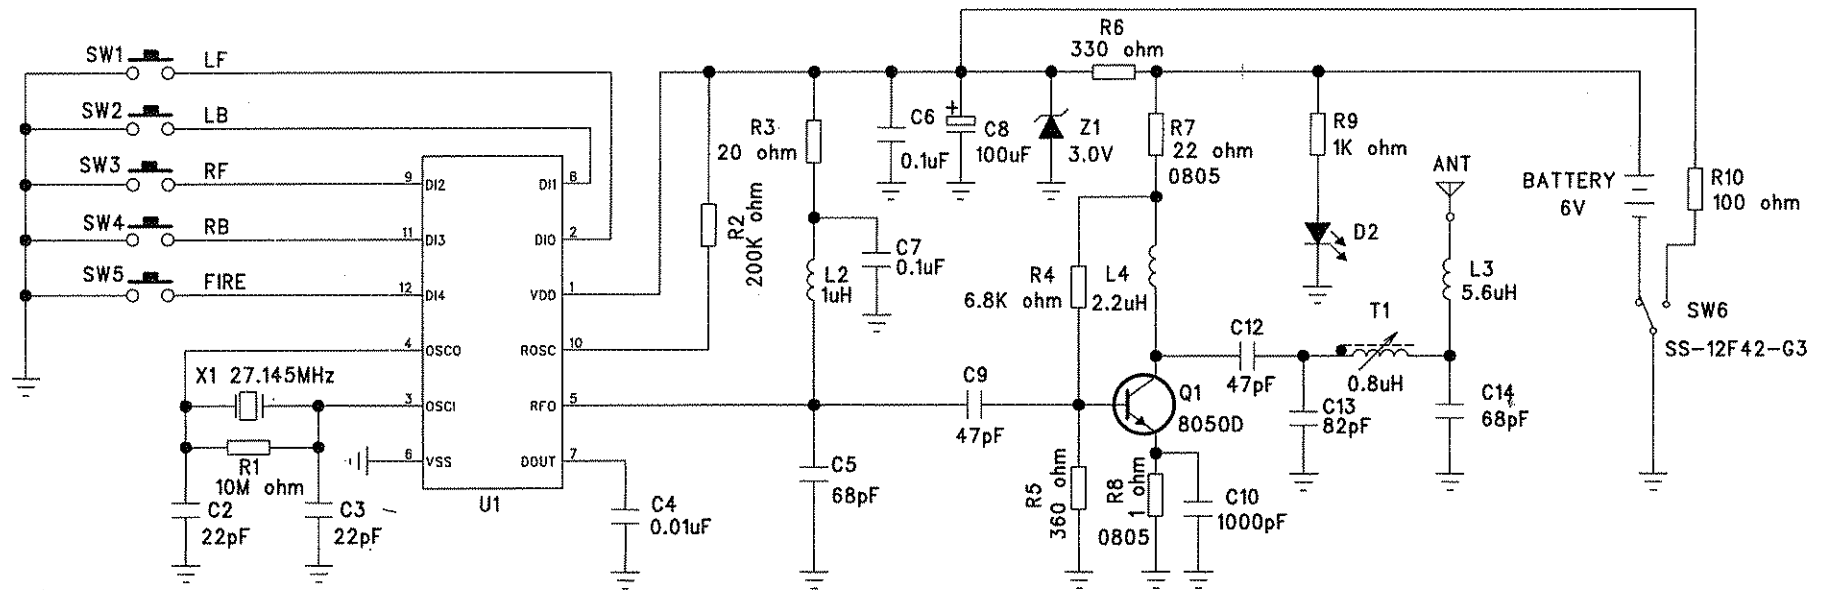 SW1 LF
SW2 LB
SW3 RF
SW4 RB
SW5 FIRE
9 DI2
11 DI3
12 DI4
4 OSCO
3 OSCI
6 VSS
DI1 8
DI0 2
VDD 1
ROSC 10
RFO 5
DOUT 7
U1
X1 27.145MHz
R1
10M ohm
C2
22pF
C3
22pF
C4
0.01uF
R2
200K ohm
R3
20 ohm
L2
1uH
C7
0.1uF
C5
68pF
C6
0.1uF
+
C8
100uF
Z1
3.0V
R6
330 ohm
R7
22 ohm
0805
R4
6.8K
ohm
L4
2.2uH
C9
47pF
Q1
8050D
R5
360 ohm
R8
1 ohm
0805
C10
1000pF
C12
47pF
C13
82pF
T1
0.8uH
R9
1K ohm
D2
ANT
L3
5.6uH
C14
68pF
BATTERY
6V
R10
100 ohm
SW6
SS-12F42-G3